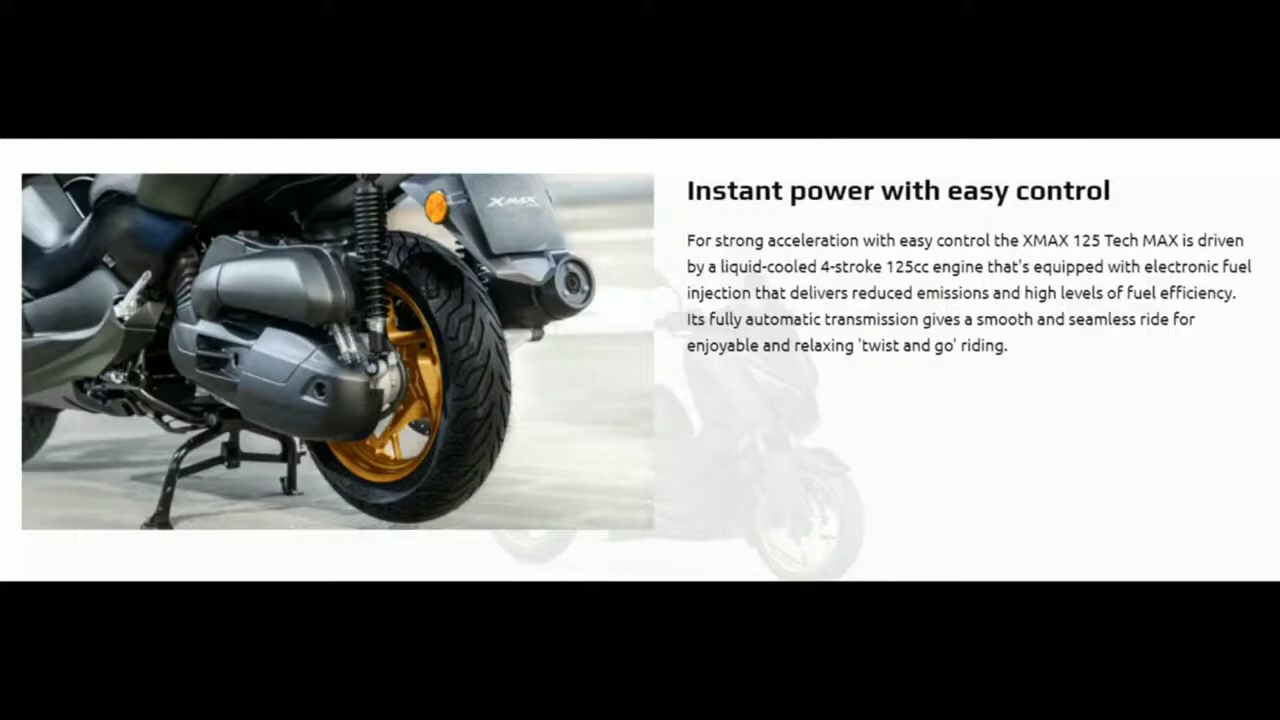 XMAX
Instant power with easy control
For strong acceleration with easy control the XMAX 125 Tech MAX is driven
by a liquid-cooled 4-stroke 125cc engine that's equipped with electronic fuel
injection that delivers reduced emissions and high levels of fuel efficiency.
Its fully automatic transmission gives a smooth and seamless ride for
enjoyable and relaxing 'twist and go' riding.